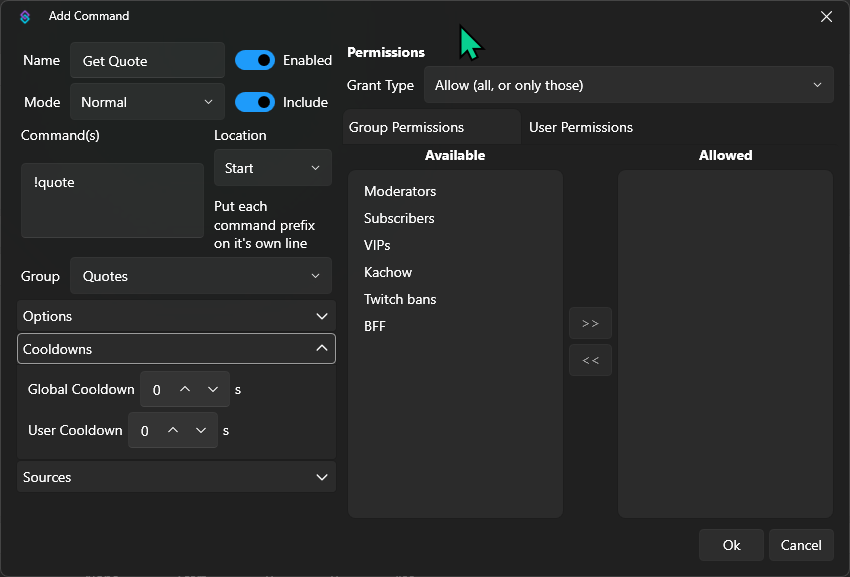 Add Command
Name
Get Quote
Enabled
Mode
Normal
Include
Command(s)
Location
!quote
Start
Put each
command prefix
on it's own line
Group
Quotes
Options
Cooldowns
Global Cooldown
0
s
User Cooldown
0
s
Sources
Permissions
Grant Type
Allow (all, or only those)
Group Permissions
User Permissions
Available
Allowed
Moderators
Subscribers
VIPs
Kachow
Twitch bans
BFF
>>
<<
Ok
Cancel